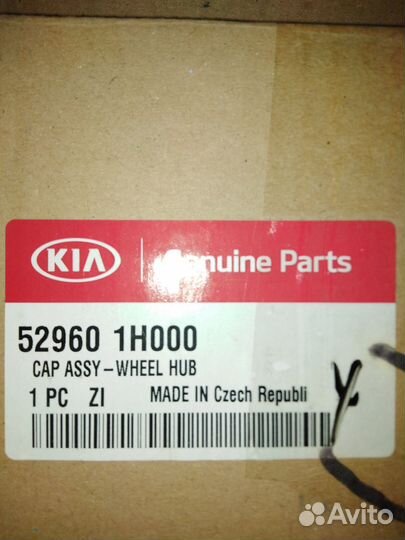 KIA Genuine Parts
52960 1H000
CAP ASSY-WHEEL HUB
1 PC ZI MADE IN Czech Republi
Y
Avito